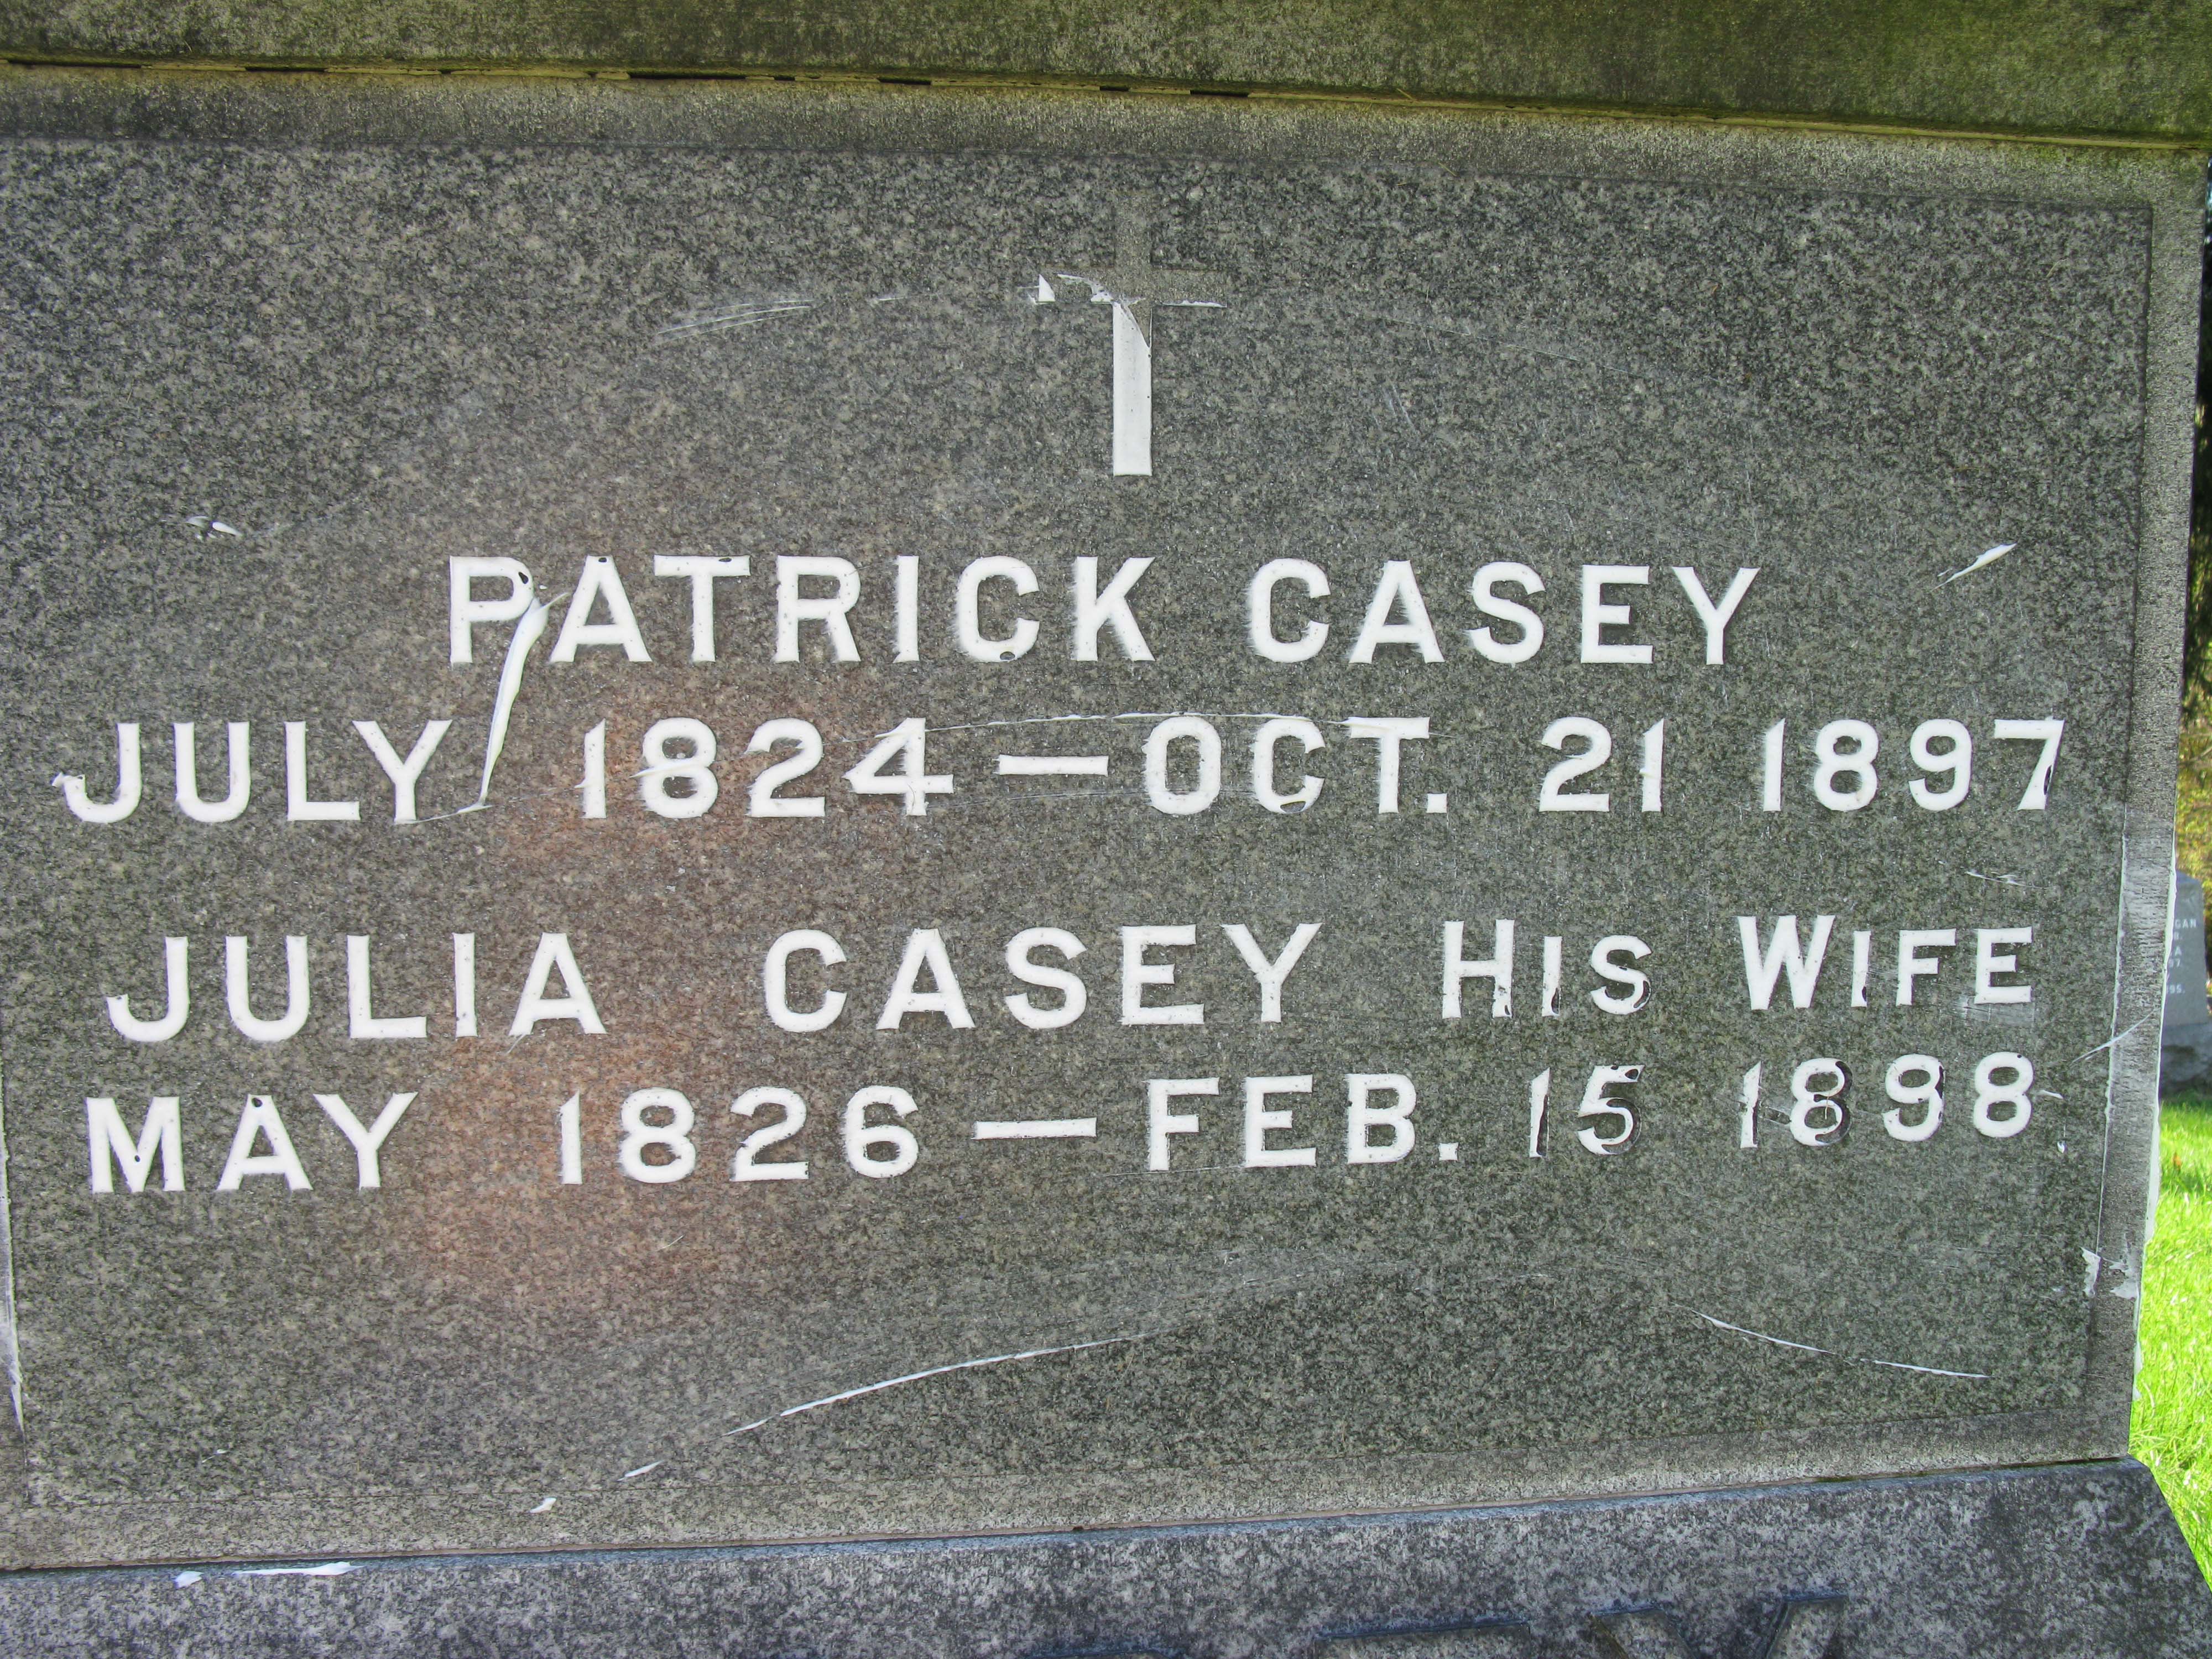 PATRICK CASEY
JULY 1824 — OCT. 21 1897
JULIA CASEY HIS WIFE
MAY 1826 — FEB. 15 1898